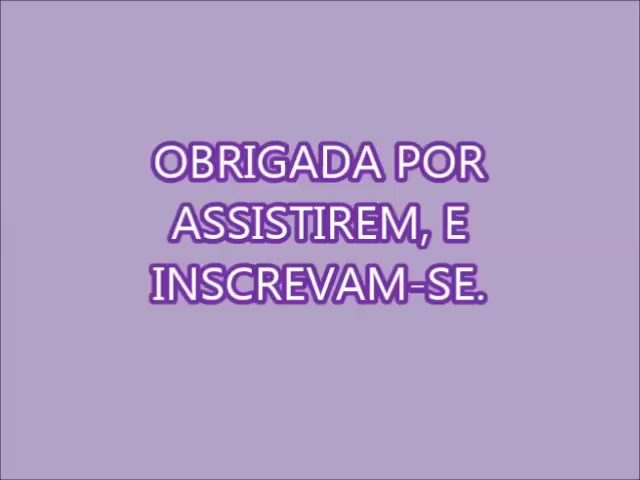 OBRIGADA POR
ASSISTIREM, E
INSCREVAM-SE.